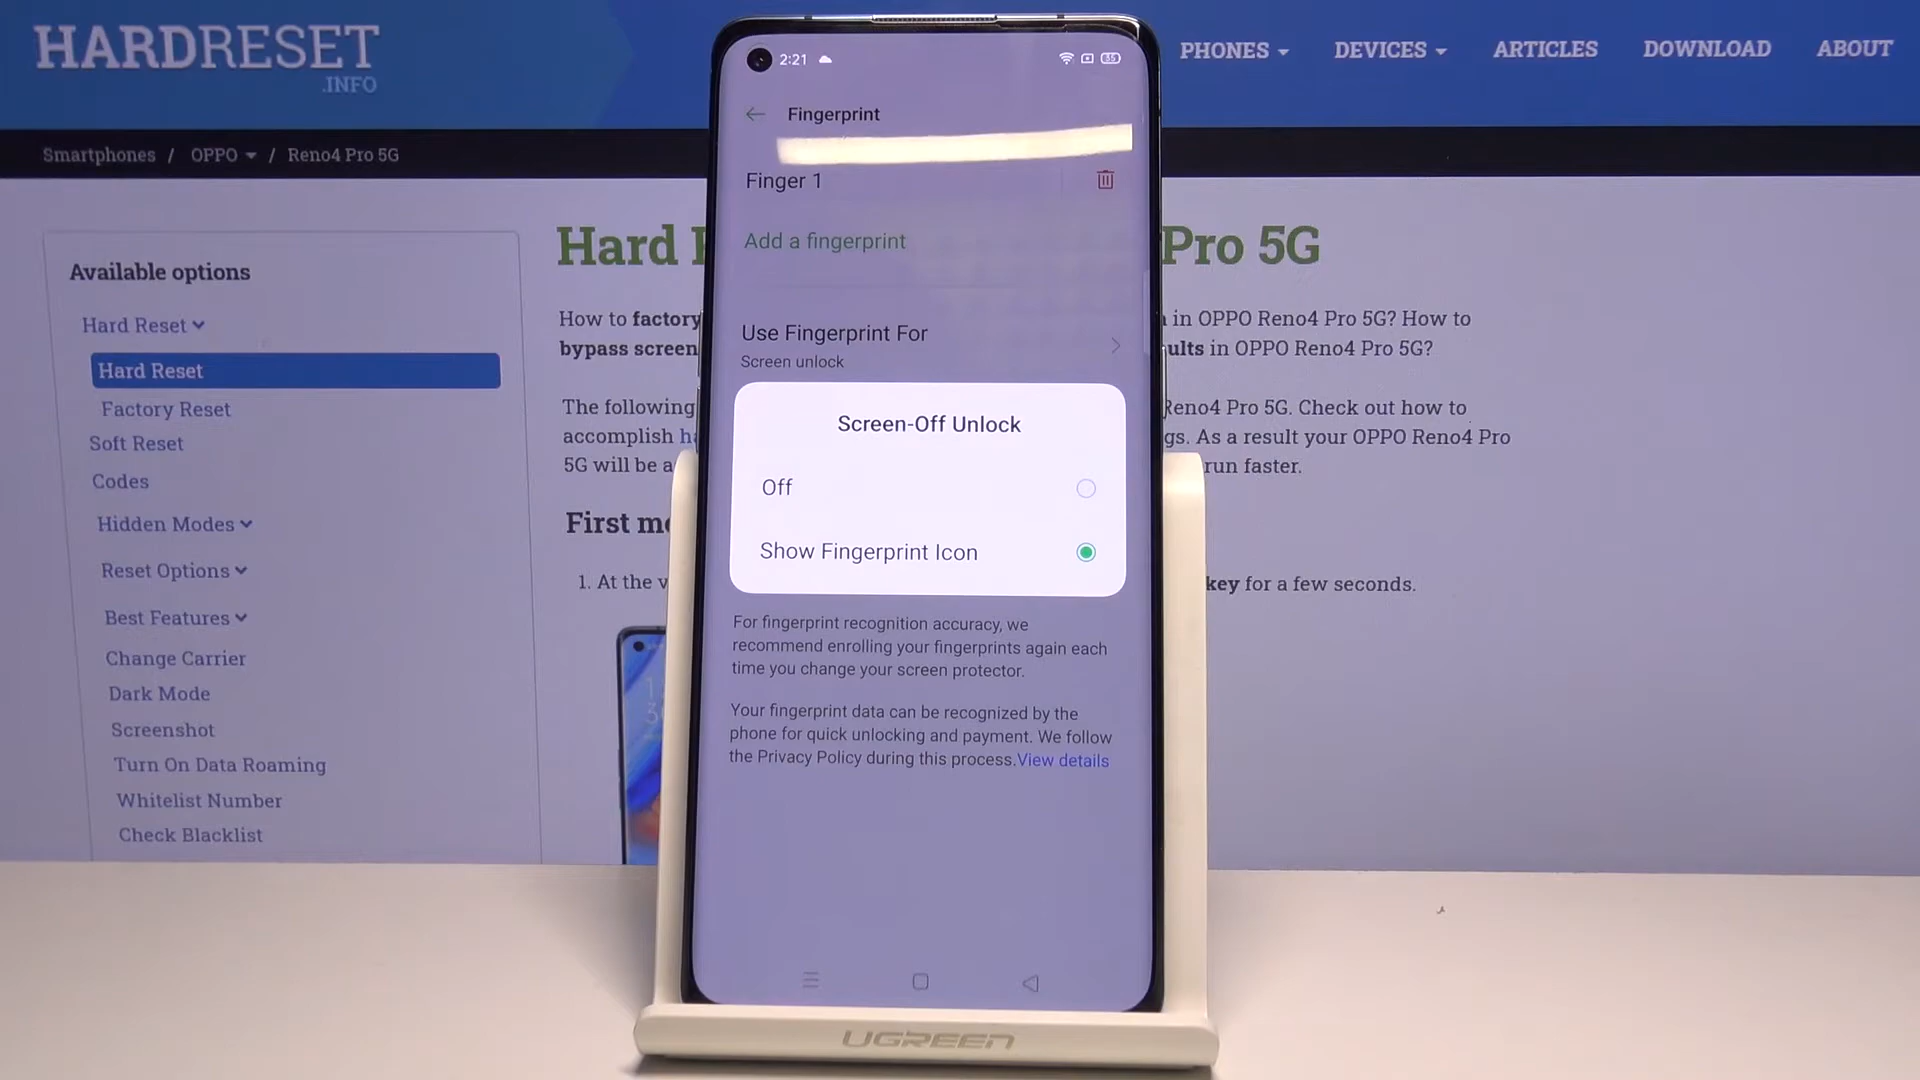 HARDRESET
.INFO
PHONES
DEVICES
ARTICLES
DOWNLOAD
ABOUT
Smartphones / OPPO / Reno4 Pro 5G
Available options
Hard Reset
Hard Reset
Factory Reset
Soft Reset
Codes
Hidden Modes
Reset Options
Best Features
Change Carrier
Dark Mode
Screenshot
Turn On Data Roaming
Whitelist Number
Check Blacklist
Hard
Pro 5G
How to factory
in OPPO Reno4 Pro 5G? How to
bypass screen
in OPPO Reno4 Pro 5G?
The following
Reno4 Pro 5G. Check out how to
accomplish
gs. As a result your OPPO Reno4 Pro
5G will be a
run faster.
First
1. At the
key for a few seconds.
2:21
35
Fingerprint
Finger 1
Add a fingerprint
Use Fingerprint For
Screen unlock
Screen-Off Unlock
Off
Show Fingerprint Icon
For fingerprint recognition accuracy, we
recommend enrolling your fingerprints again each
time you change your screen protector.
Your fingerprint data can be recognized by the
phone for quick unlocking and payment. We follow
the Privacy Policy during this process.View details
UGREEN